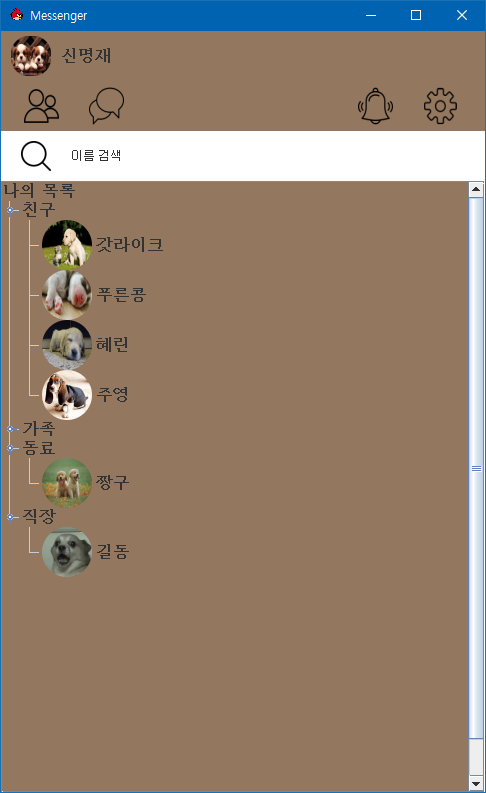 Messenger
신명재
이름 검색
나의 목록
친구
갓라이크
푸른콩
혜린
주영
가족
동료
짱구
직장
길동